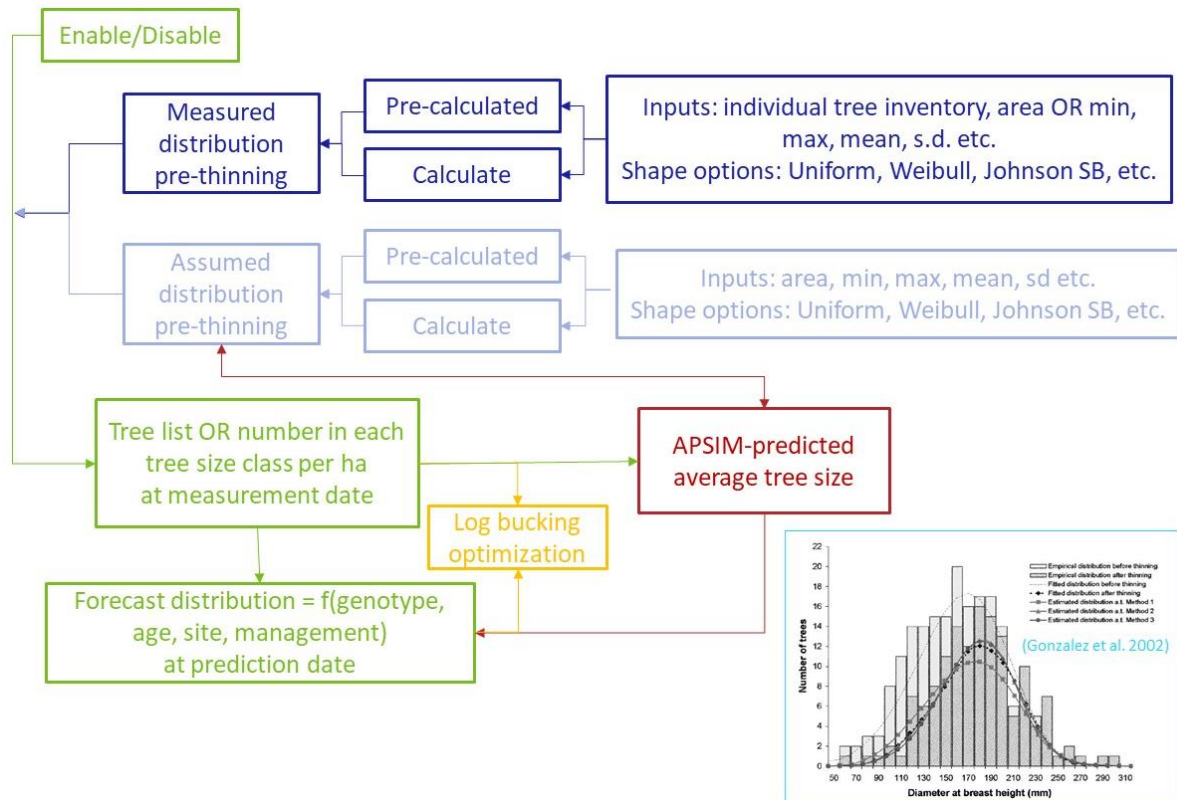 Enable/Disable
Measured
distribution
pre-thinning
Pre-calculated
Calculate
Inputs: individual tree inventory, area OR min,
max, mean, s.d. etc.
Shape options: Uniform, Weibull, Johnson SB, etc.
Assumed
distribution
pre-thinning
Pre-calculated
Calculate
Inputs: area, min, max, mean, sd etc.
Shape options: Uniform, Weibull, Johnson SB, etc.
Tree list OR number in each
tree size class per ha
at measurement date
APSIM-predicted
average tree size
Log bucking
optimization
Forecast distribution = f(genotype,
age, site, management)
at prediction date
Empirical distribution before thinning
Empirical distribution after thinning
Fitted distribution before thinning
Fitted distribution after thinning
Estimated distribution a.t. Method 1
Estimated distribution a.t. Method 2
Estimated distribution a.t. Method 3
(Gonzalez et al. 2002)
Number of trees
22
20
18
16
14
12
10
8
6
4
2
0
50 70 90 110 130 150 170 190 210 230 250 270 290 310
Diameter at breast height (mm)